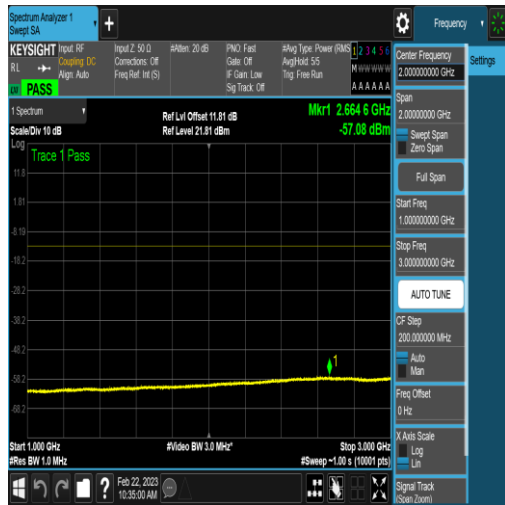 Spectrum Analyzer 1
Swept SA
Frequency
KEYSIGHT
Input: RF
Coupling: DC
Align: Auto
Input Z: 50 Ω
Corrections: Off
Freq Ref: Int (S)
#Atten: 20 dB
PNO: Fast
Gate: Off
IF Gain: Low
Sig Track: Off
#Avg Type: Power (RMS
Avg|Hold: 5/5
Trig: Free Run
1 2 3 4 5 6
M W W W W W
A A A A A A
RL
PASS
1 Spectrum
Scale/Div 10 dB
Ref Lvl Offset 11.81 dB
Ref Level 21.81 dBm
Mkr1 2.664 6 GHz
-57.08 dBm
Log
Trace 1 Pass
11.8
1.81
-8.19
-18.2
-28.2
-38.2
-48.2
-58.2
-68.2
1
Start 1.000 GHz
#Res BW 1.0 MHz
#Video BW 3.0 MHz*
Stop 3.000 GHz
#Sweep ~1.00 s (10001 pts)
Feb 22, 2023
10:35:00 AM
?
Center Frequency
2.000000000 GHz
Settings
Span
2.00000000 GHz
Swept Span
Zero Span
Full Span
Start Freq
1.000000000 GHz
Stop Freq
3.000000000 GHz
AUTO TUNE
CF Step
200.000000 MHz
Auto
Man
Freq Offset
0 Hz
X Axis Scale
Log
Lin
Signal Track
(Span Zoom)